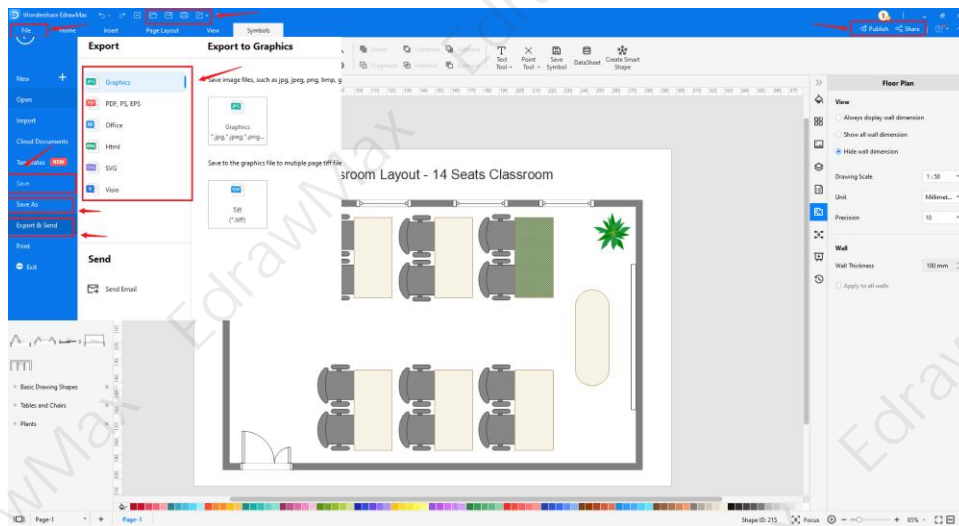 Wondershare EdrawMax
File
Home
Insert
Page Layout
View
Symbols
Publish
Share
Export
Export to Graphics
New
Open
Import
Cloud Documents
Templates
Save
Save As
Export & Send
Print
Exit
Graphics
PDF, PS, EPS
Office
Html
SVG
Visio
Send
Send Email
Save image files, such as jpg, jpeg, png, bmp, g
Graphics
*.jpg,*.jpeg,*.png...
Save to the graphics file to mutiple page tiff file
Tiff
(*.tiff)
Text
Tool
Point
Tool
Save
Symbol
DataSheet
Create Smart
Shape
sroom Layout - 14 Seats Classroom
Floor Plan
View
Always display wall dimension
Show all wall dimension
Hide wall dimension
Drawing Scale
1 : 50
Unit
Millimet...
Precision
10
Wall
Wall Thickness
100 mm
Apply to all walls
Basic Drawing Shapes
Tables and Chairs
Plants
Page-1
Page-1
Shape ID: 215
Focus
85%
EdrawMax
EdrawMax